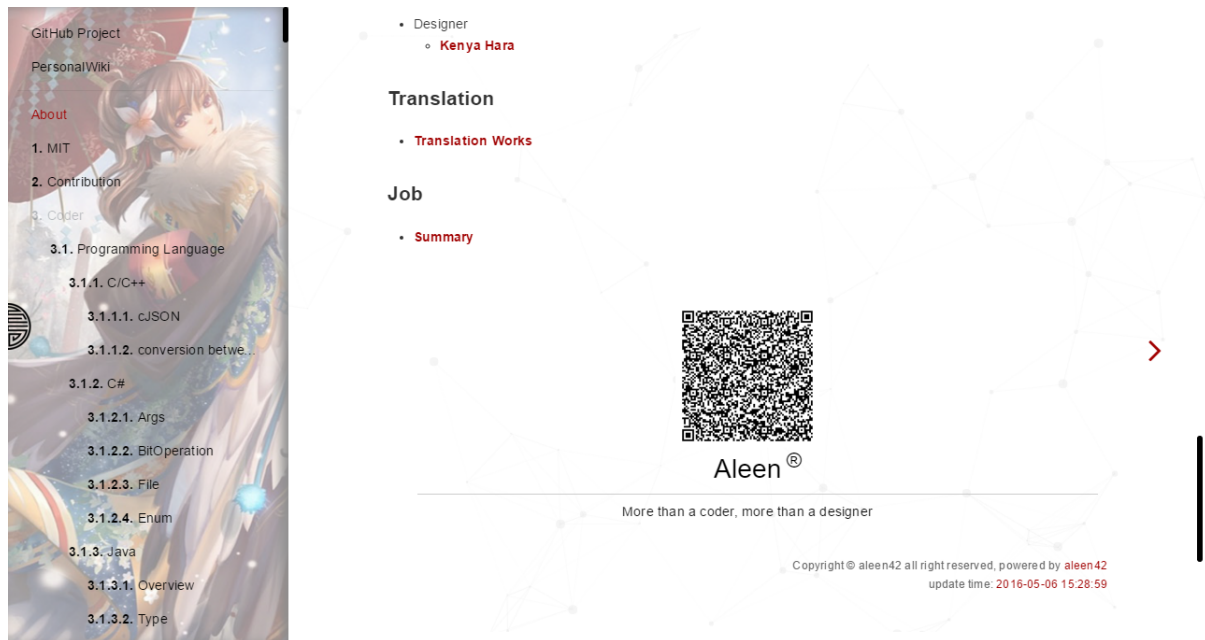 GitHub Project
PersonalWiki
About
1. MIT
2. Contribution
3. Coder
3.1. Programming Language
3.1.1. C/C++
3.1.1.1. cJSON
3.1.1.2. conversion betwe...
3.1.2. C#
3.1.2.1. Args
3.1.2.2. BitOperation
3.1.2.3. File
3.1.2.4. Enum
3.1.3. Java
3.1.3.1. Overview
3.1.3.2. Type
Designer
Kenya Hara
Translation
Translation Works
Job
Summary
Aleen ®
More than a coder, more than a designer
Copyright © aleen42 all right reserved, powered by aleen42
update time: 2016-05-06 15:28:59